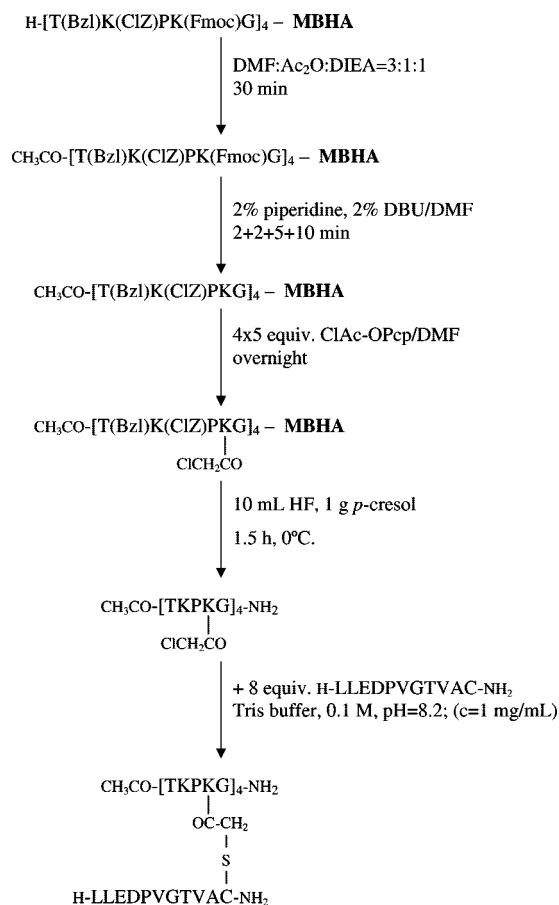 H-[T(Bzl)K(ClZ)PK(Fmoc)G]₄ – MBHA
DMF:Ac₂O:DIEA=3:1:1
30 min
CH₃CO-[T(Bzl)K(ClZ)PK(Fmoc)G]₄ – MBHA
2% piperidine, 2% DBU/DMF
2+2+5+10 min
CH₃CO-[T(Bzl)K(ClZ)PKG]₄ – MBHA
4x5 equiv. ClAc-OPcp/DMF
overnight
CH₃CO-[T(Bzl)K(ClZ)PKG]₄ – MBHA
ClCH₂CO
10 mL HF, 1 g p-cresol
1.5 h, 0ºC.
CH₃CO-[TKPKG]₄-NH₂
ClCH₂CO
+ 8 equiv. H-LLEDPVGTVAC-NH₂
Tris buffer, 0.1 M, pH=8.2; (c=1 mg/mL)
CH₃CO-[TKPKG]₄-NH₂
OC-CH₂
S
H-LLEDPVGTVAC-NH₂